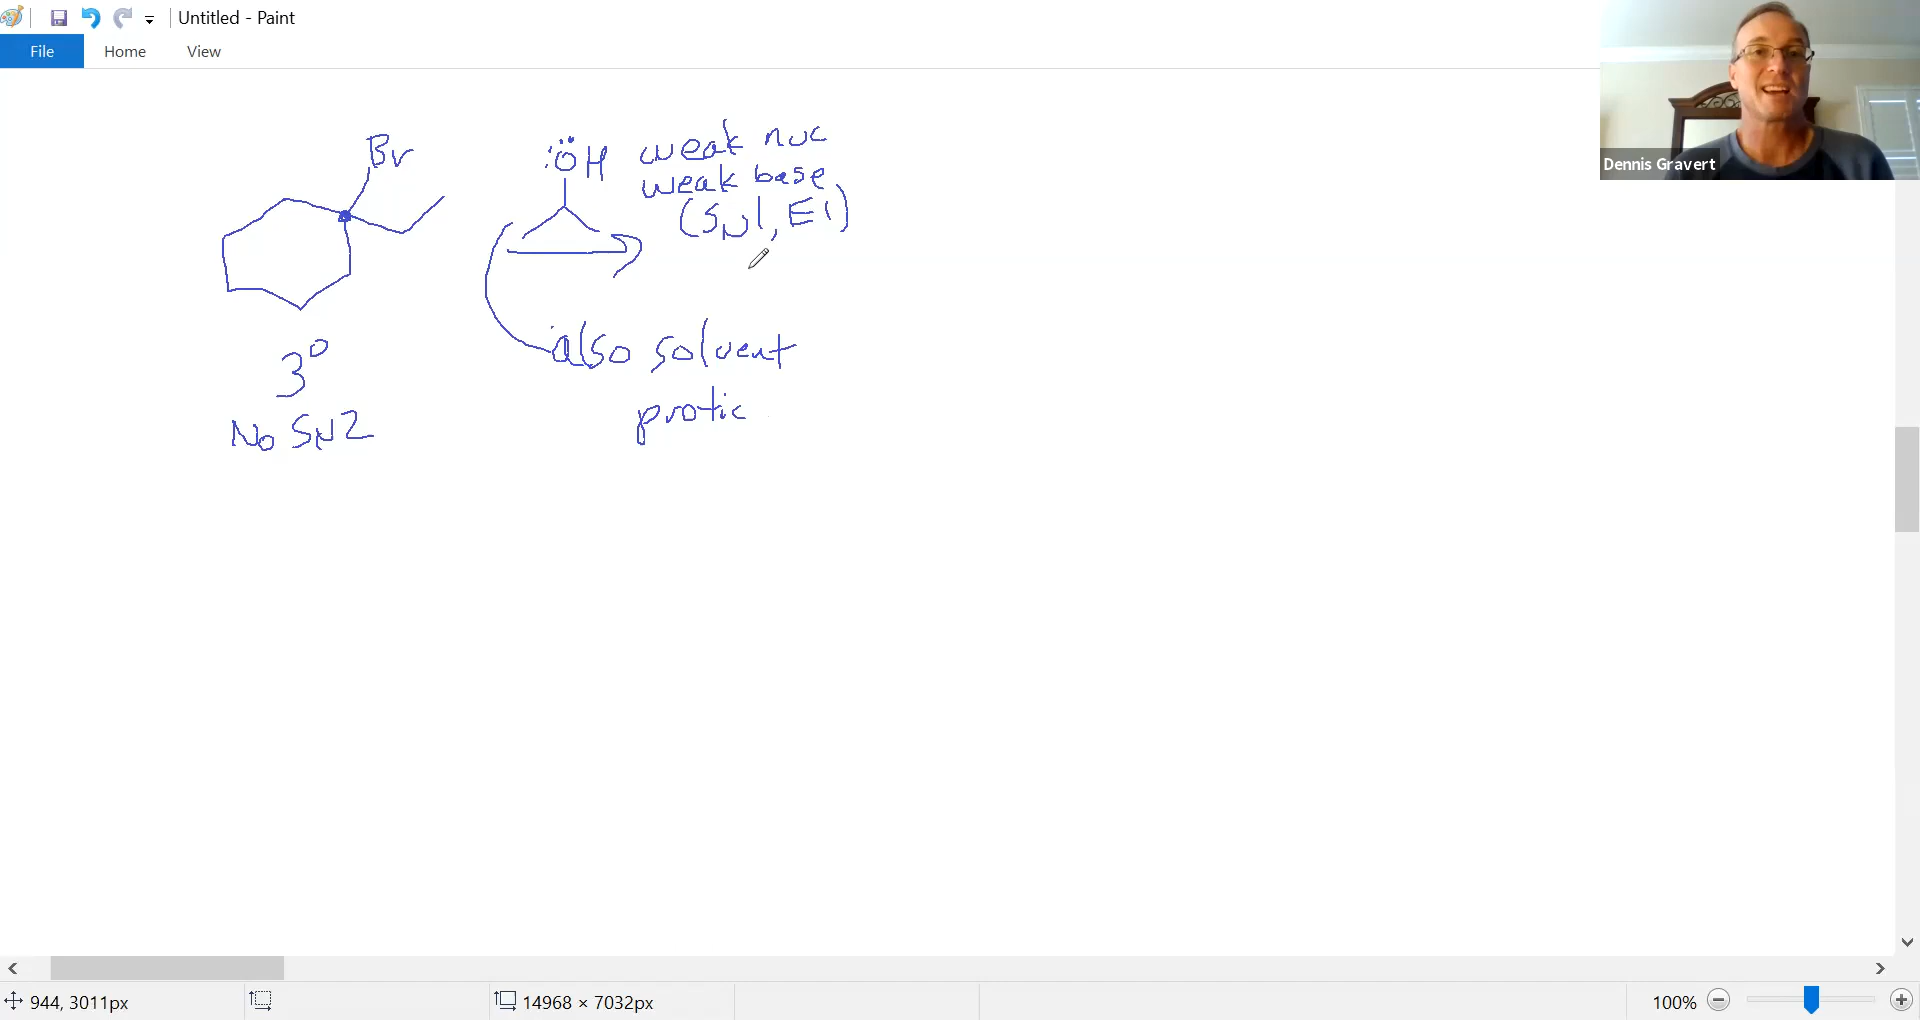 Untitled - Paint
File Home View
Dennis Gravert
Br
:ÖH
weak nuc
weak base
(SN1, E1)
also solvent
protic
3°
No SN2
944, 3011px
14968 × 7032px
100%